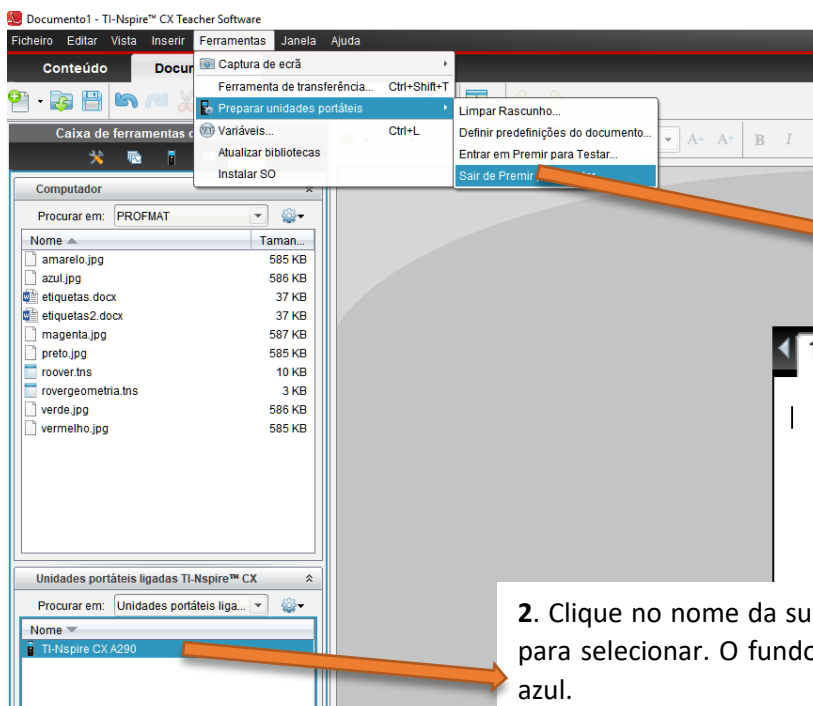 Documento1 - TI-Nspire™ CX Teacher Software
Ficheiro Editar Vista Inserir Ferramentas Janela Ajuda
Conteúdo Docur
Captura de ecrã
Ferramenta de transferência... Ctrl+Shift+T
Preparar unidades portáteis
Variáveis... Ctrl+L
Atualizar bibliotecas
Instalar SO
Limpar Rascunho...
Definir predefinições do documento...
Entrar em Premir para Testar...
Sair de Premir
A A B I
Caixa de ferramentas
Computador
Procurar em: PROFMAT
Nome Taman...
amarelo.jpg 585 KB
azul.jpg 586 KB
etiquetas.docx 37 KB
etiquetas2.docx 37 KB
magenta.jpg 587 KB
preto.jpg 585 KB
roover.tns 10 KB
rovergeometria.tns 3 KB
verde.jpg 586 KB
vermelho.jpg 585 KB
Unidades portáteis ligadas TI-Nspire™ CX
Procurar em: Unidades portáteis liga...
Nome
TI-Nspire CX A290
2. Clique no nome da su
para selecionar. O fundo
azul.